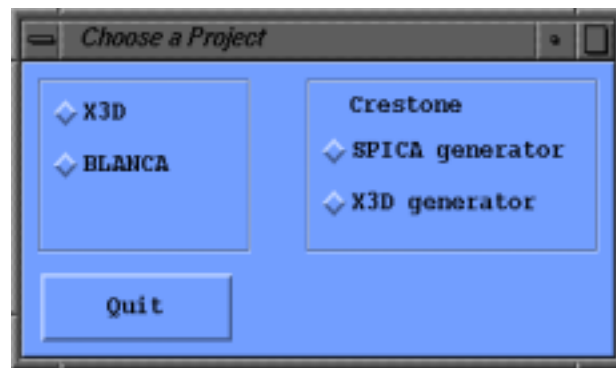 Choose a Project
X3D
BLANCA
Crestone
SPICA generator
X3D generator
Quit